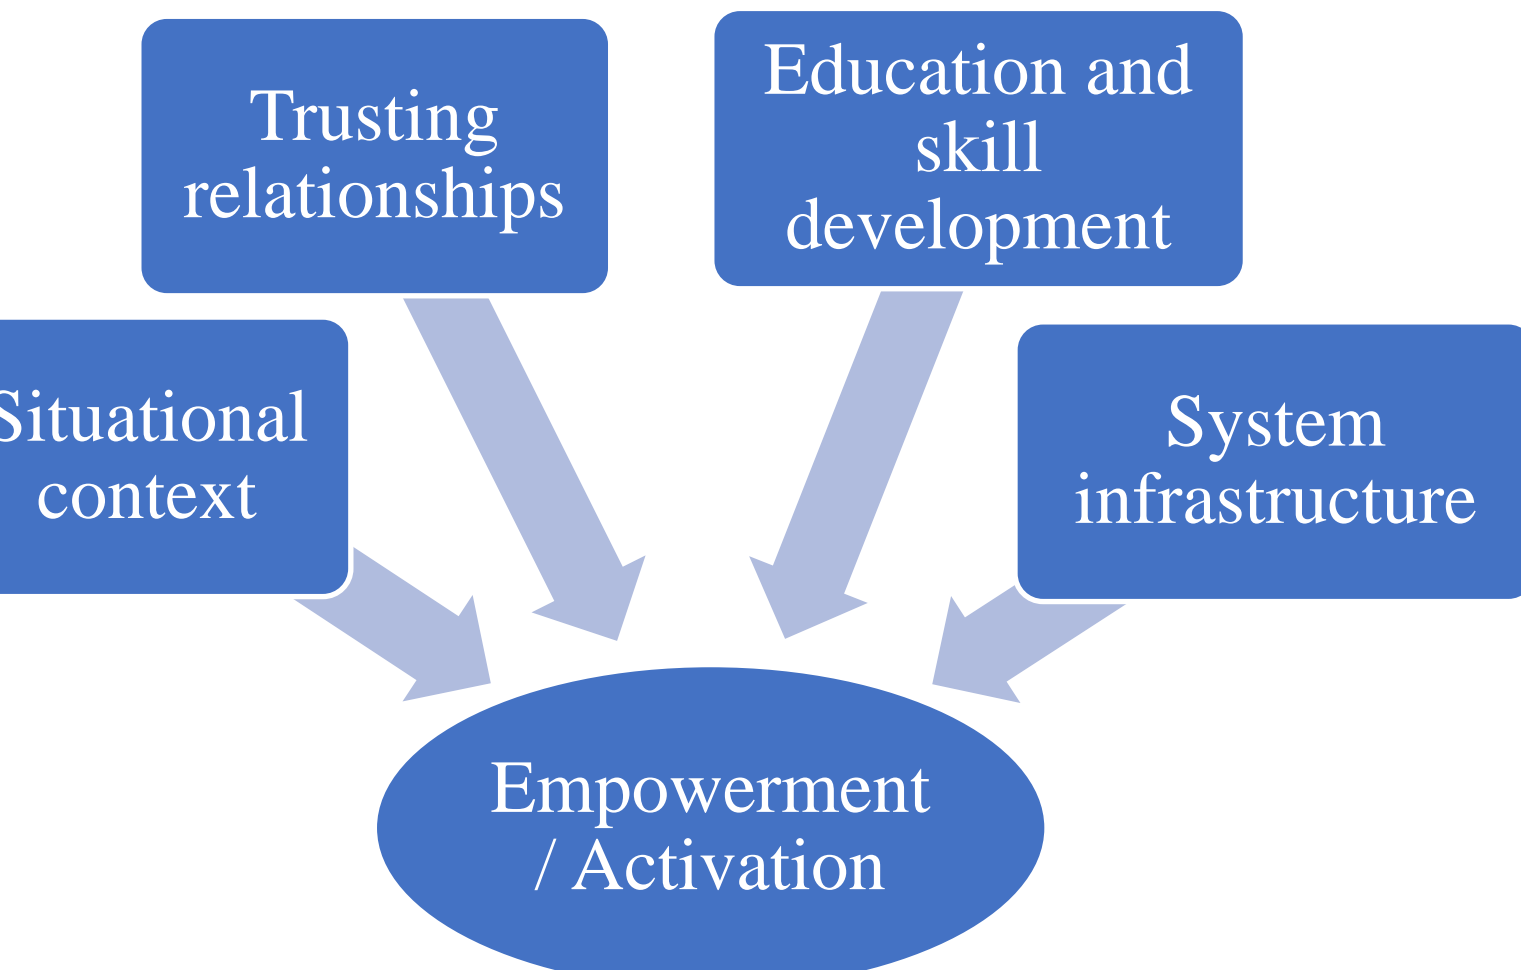 Trusting
relationships
Education and
skill
development
Situational
context
System
infrastructure
Empowerment
/ Activation